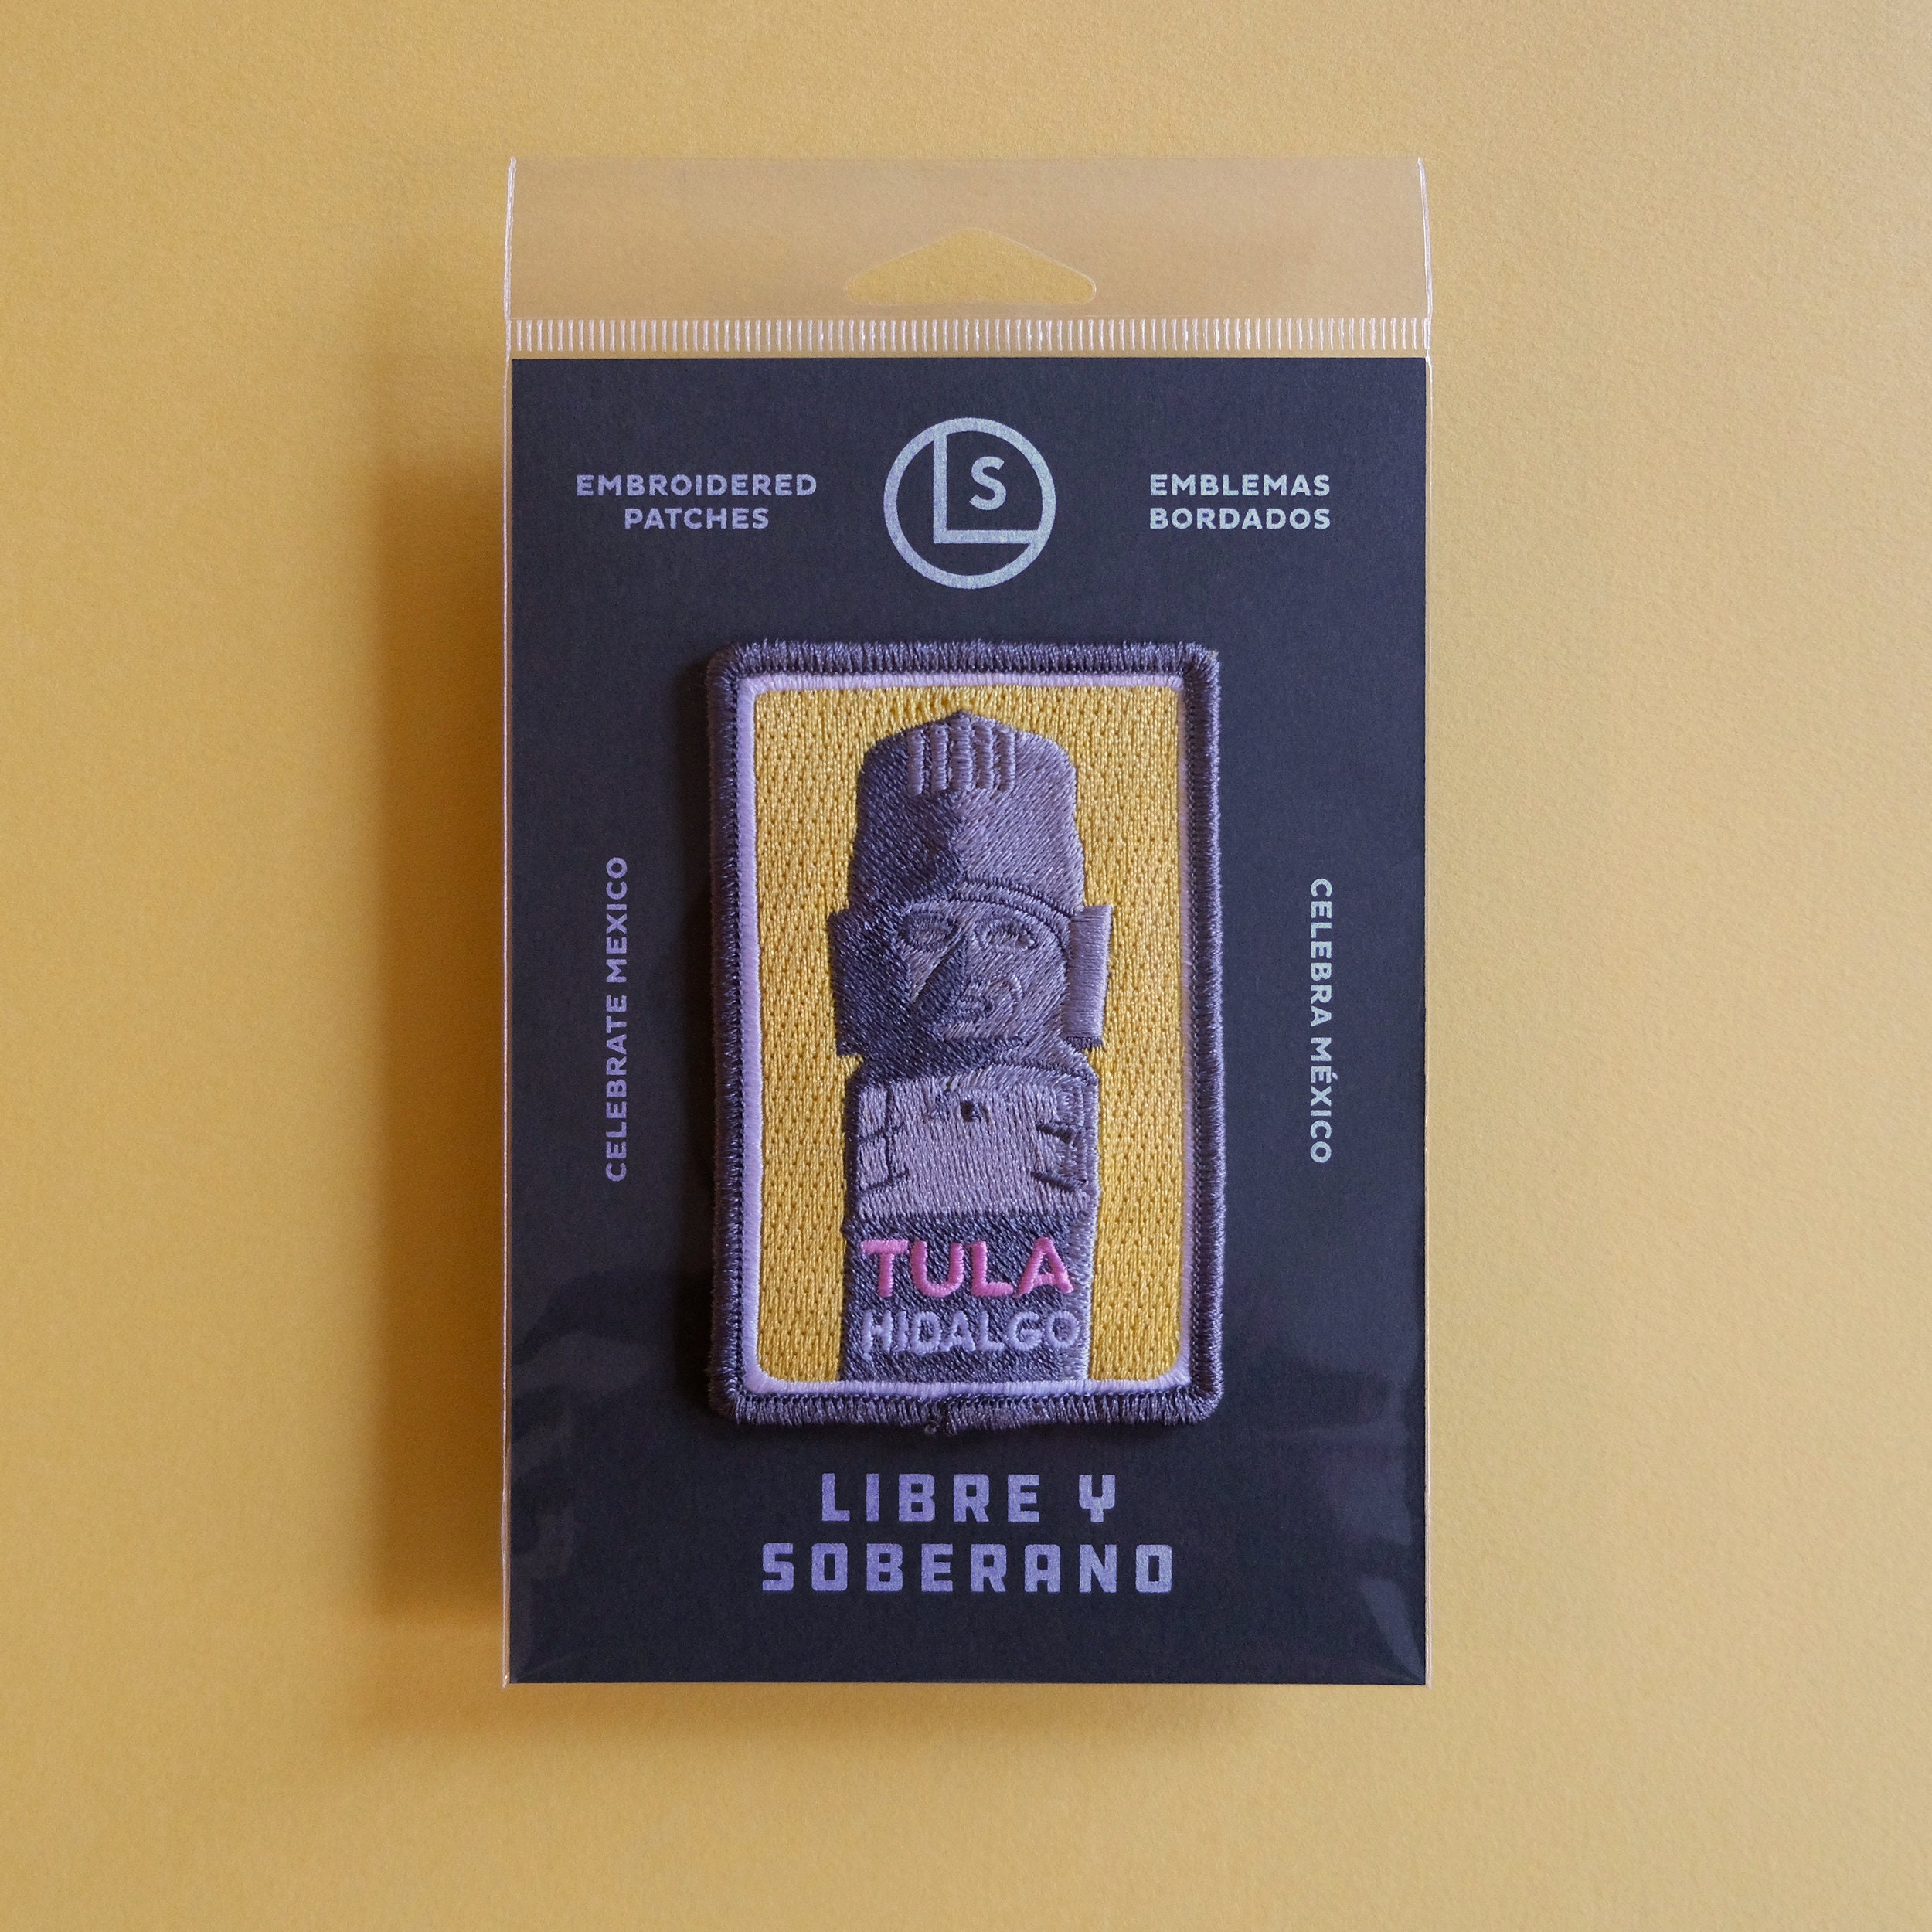 EMBROIDERED
PATCHES
LS
EMBLEMAS
BORDADOS
CELEBRATE MEXICO
CELEBRA MÉXICO
TULA
HIDALGO
LIBRE Y
SOBERANO